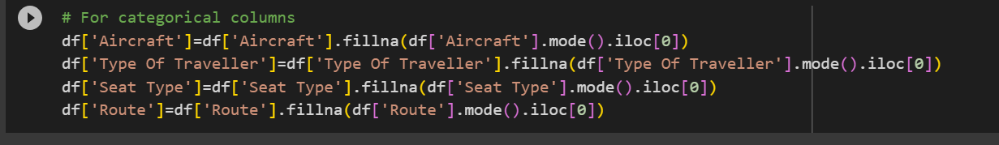 # For categorical columns
df['Aircraft']=df['Aircraft'].fillna(df['Aircraft'].mode().iloc[0])
df['Type Of Traveller']=df['Type Of Traveller'].fillna(df['Type Of Traveller'].mode().iloc[0])
df['Seat Type']=df['Seat Type'].fillna(df['Seat Type'].mode().iloc[0])
df['Route']=df['Route'].fillna(df['Route'].mode().iloc[0])